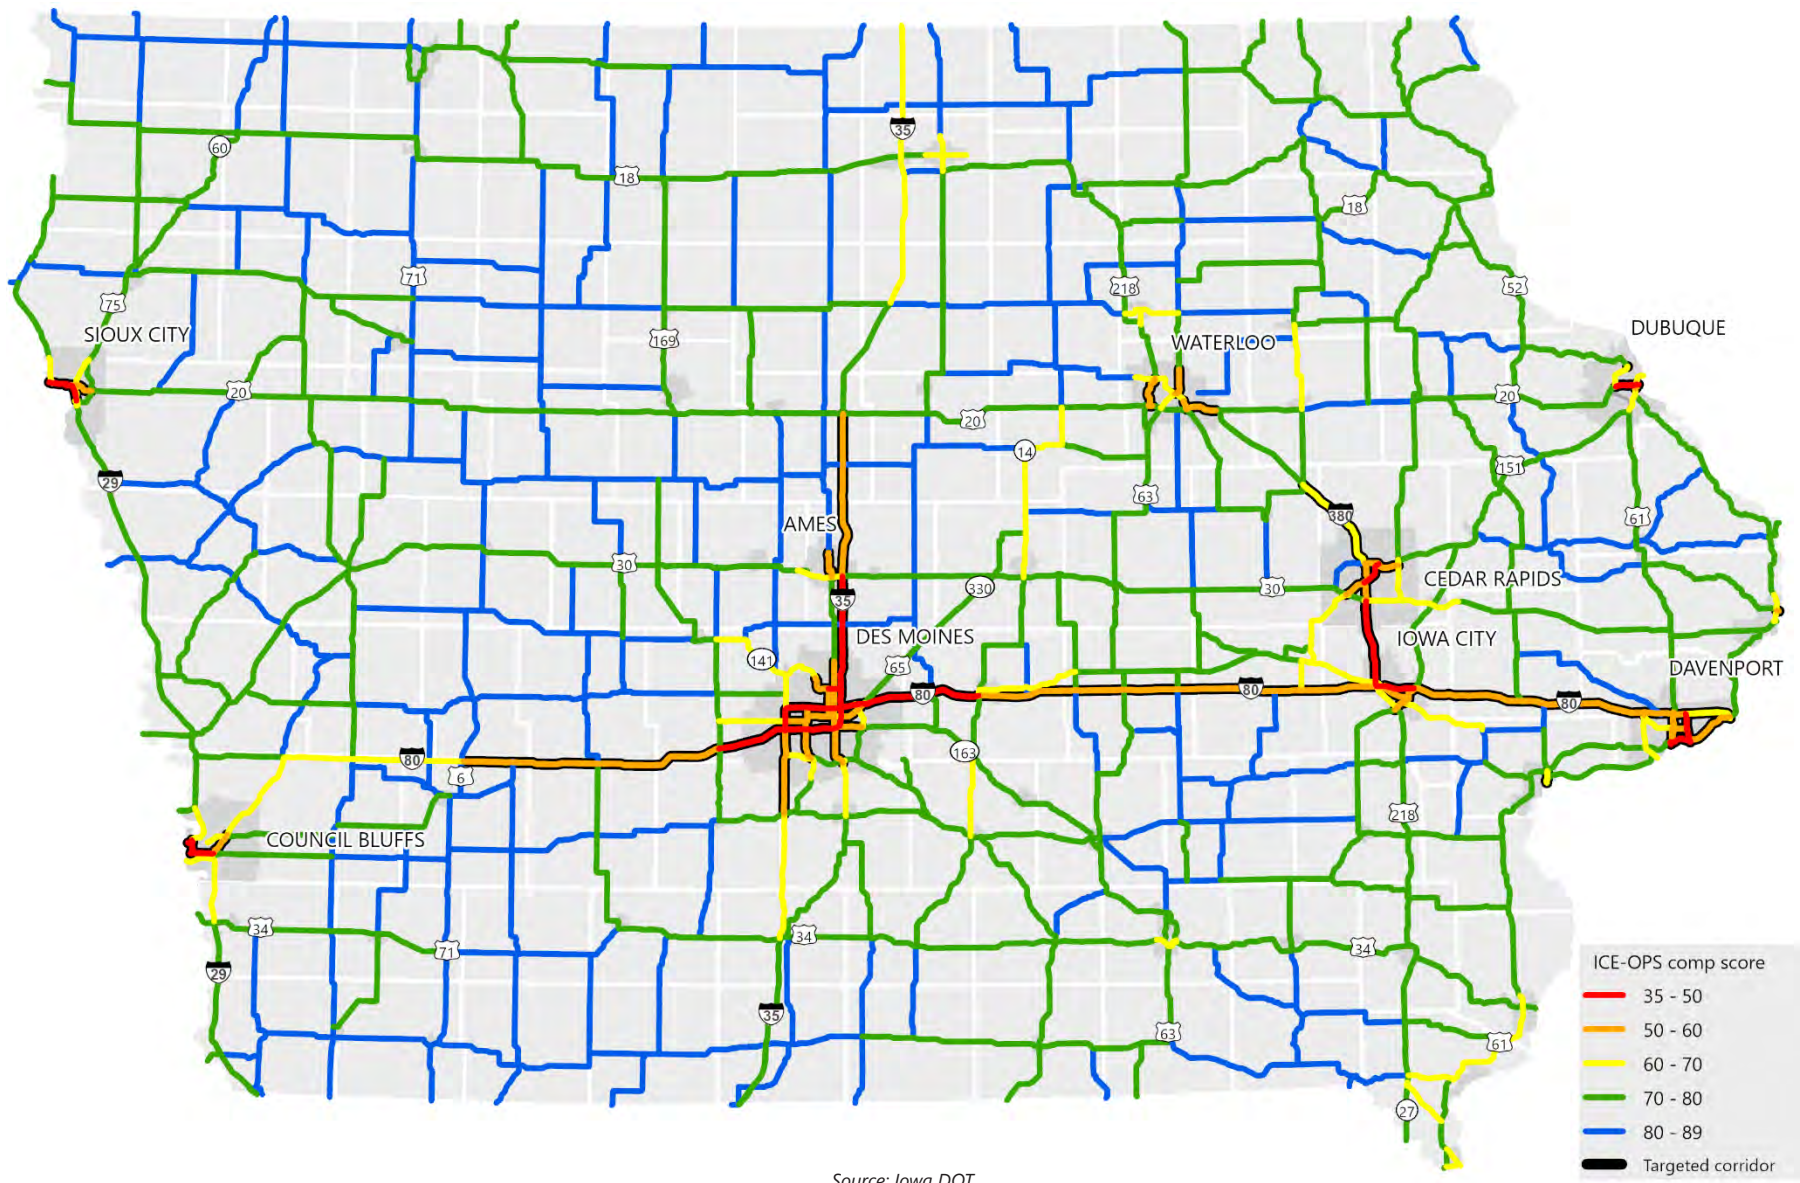 35
60
18
18
71
218
52
75
SIOUX CITY
169
WATERLOO
DUBUQUE
20
20
20
14
151
29
63
380
61
AMES
30
330
30
CEDAR RAPIDS
35
DES MOINES
IOWA CITY
141
65
DAVENPORT
80
80
80
163
80
6
218
COUNCIL BLUFFS
34
71
34
34
29
35
63
61
27
ICE-OPS comp score
35 - 50
50 - 60
60 - 70
70 - 80
80 - 89
Targeted corridor
Source: Iowa DOT